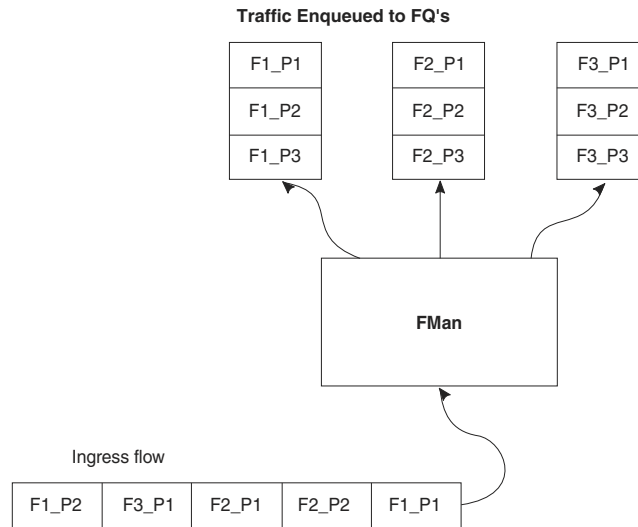 Traffic Enqueued to FQ's
F1_P1 F2_P1 F3_P1
F1_P2 F2_P2 F3_P2
F1_P3 F2_P3 F3_P3
FMan
Ingress flow
F1_P2 F3_P1 F2_P1 F2_P2 F1_P1